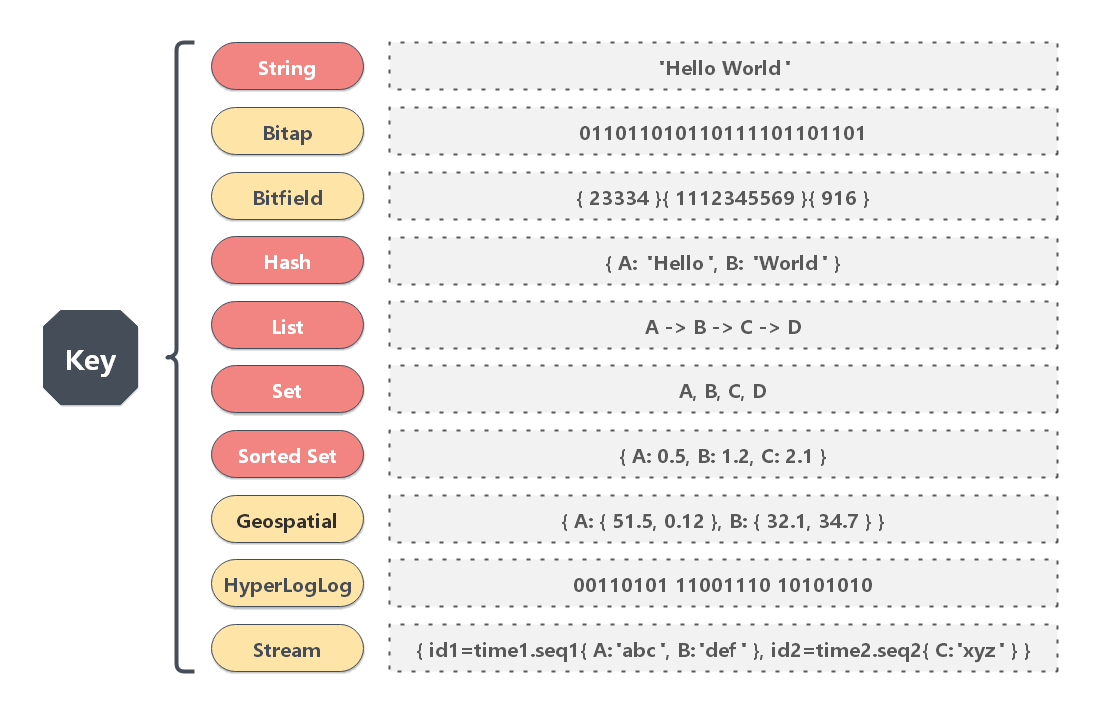 String
'Hello World'
Bitap
011011010110111101101101
Bitfield
{ 23334 }{ 1112345569 }{ 916 }
Hash
{ A: 'Hello', B: 'World' }
List
A -> B -> C -> D
Key
Set
A, B, C, D
Sorted Set
{ A: 0.5, B: 1.2, C: 2.1 }
Geospatial
{ A: { 51.5, 0.12 }, B: { 32.1, 34.7 } }
HyperLogLog
00110101 11001110 10101010
Stream
{ id1=time1.seq1{ A:'abc', B:'def' }, id2=time2.seq2{ C:'xyz' } }